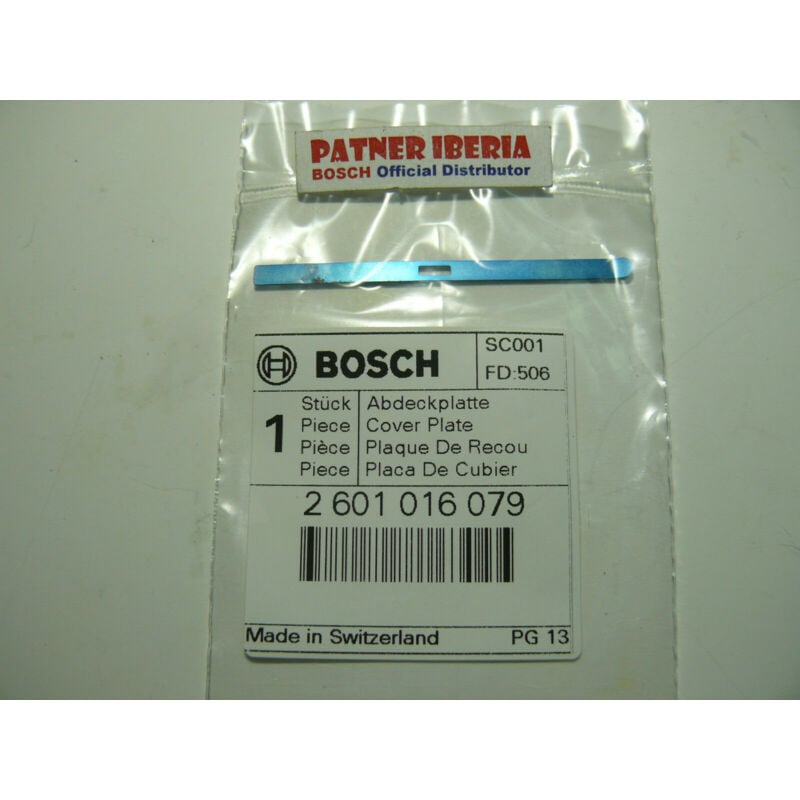 PATNER IBERIA
BOSCH Official Distributor
BOSCH
SC001
FD:506
1
Stück Abdeckplatte
Piece Cover Plate
Pièce Plaque De Recou
Piece Placa De Cubier
2 601 016 079
Made in Switzerland PG 13